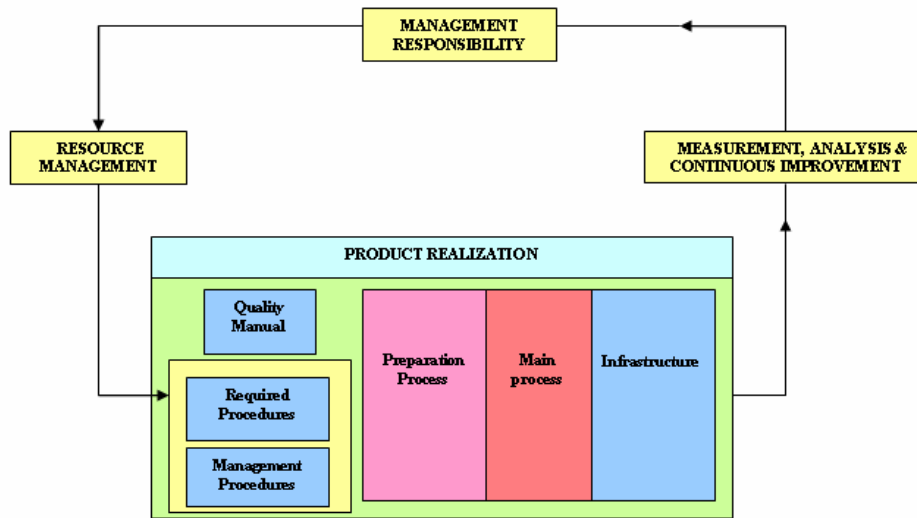 MANAGEMENT
RESPONSIBILITY
RESOURCE
MANAGEMENT
MEASUREMENT, ANALYSIS &
CONTINUOUS IMPROVEMENT
PRODUCT REALIZATION
Quality
Manual
Required
Procedures
Management
Procedures
Preparation
Process
Main
process
Infrastructure